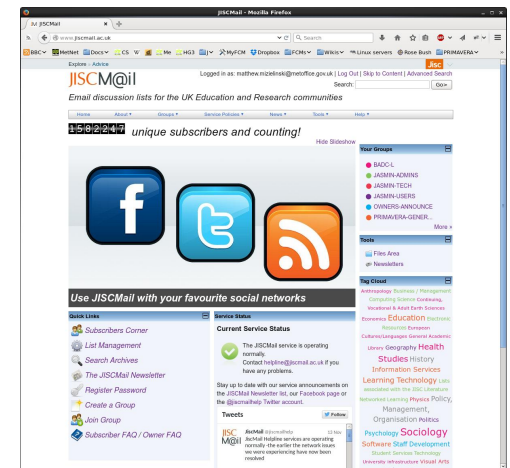 JISCMail - Mozilla Firefox
JISCMail
www.jiscmail.ac.uk
Search
BBC
MetNet
Docs
CS
W
Me
HG3
J
MyFCM
Dropbox
FCMs
Wikis
Linux servers
Rose Bush
PRIMAVERA
Explore - Advice
Jisc
JISCM@il
Logged in as: matthew.mizielinski@metoffice.gov.uk | Log Out | Skip to Content | Advanced Search
Search:
Go>
Email discussion lists for the UK Education and Research communities
Home About Groups Service Policies News Tools Help
1582247 unique subscribers and counting!
Hide Slideshow
Use JISCMail with your favourite social networks
Your Groups
BADC-L
JASMIN-ADMINS
JASMIN-TECH
JASMIN-USERS
OWNERS-ANNOUNCE
PRIMAVERA-GENER...
More »
Tools
Files Area
Newsletters
Tag Cloud
Anthropology Business / Management
Computing Science Continuing,
Vocational & Adult Earth Sciences
Economics Education Electronic
Resources European
Cultures/Languages General Academic
Library Geography Health
Studies History
Information Services
Learning Technology Lists
associated with the JISC Literature
Networked Learning Physics Policy,
Management,
Organisation Politics
Psychology Sociology
Software Staff Development
Student Services Technology
University Infrastructure Visual Arts
Quick Links
Subscribers Corner
List Management
Search Archives
The JISCMail Newsletter
Register Password
Create a Group
Join Group
Subscriber FAQ / Owner FAQ
Service Status
Current Service Status
The JISCMail service is operating
normally.
Contact helpline@jiscmail.ac.uk if you
have any problems.
Stay up to date with our service announcements on
the JISCMail Newsletter list, our Facebook page or
the @jiscmailhelp Twitter account.
Tweets
Follow
JISC
M@il
JiscMail @jiscmailhelp
12 Nov
JiscMail Helpline services are operating
normally -the earlier the network issues
we were experiencing have now been
resolved